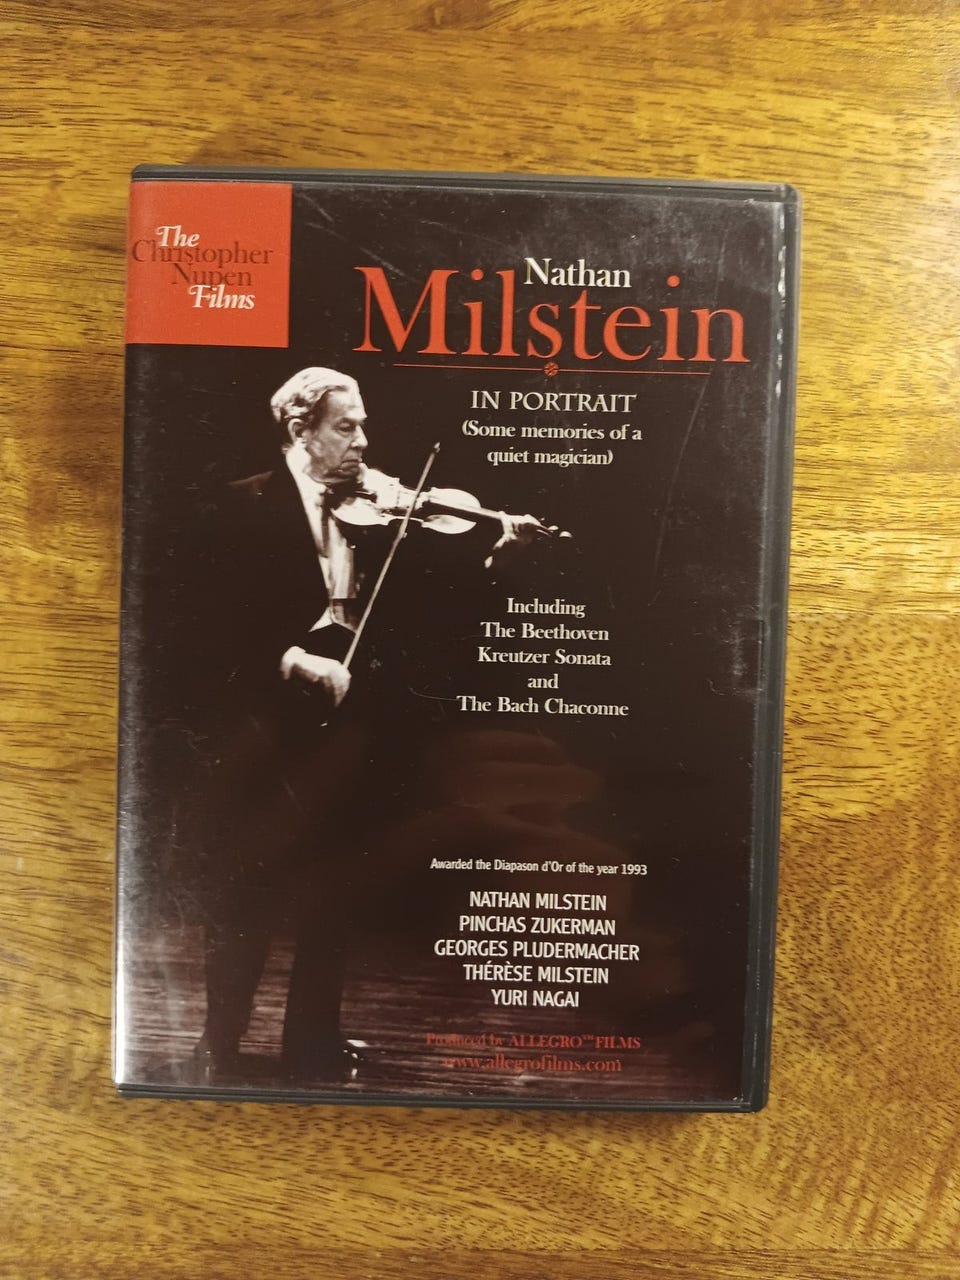 The
Christopher
Nupen
Films
Nathan
Milstein
IN PORTRAIT
(Some memories of a
quiet magician)
Including
The Beethoven
Kreutzer Sonata
and
The Bach Chaconne
Awarded the Diapason d'Or of the year 1993
NATHAN MILSTEIN
PINCHAS ZUKERMAN
GEORGES PLUDERMACHER
THÉRÈSE MILSTEIN
YURI NAGAI
Produced by ALLEGRO™ FILMS
www.allegrofilms.com